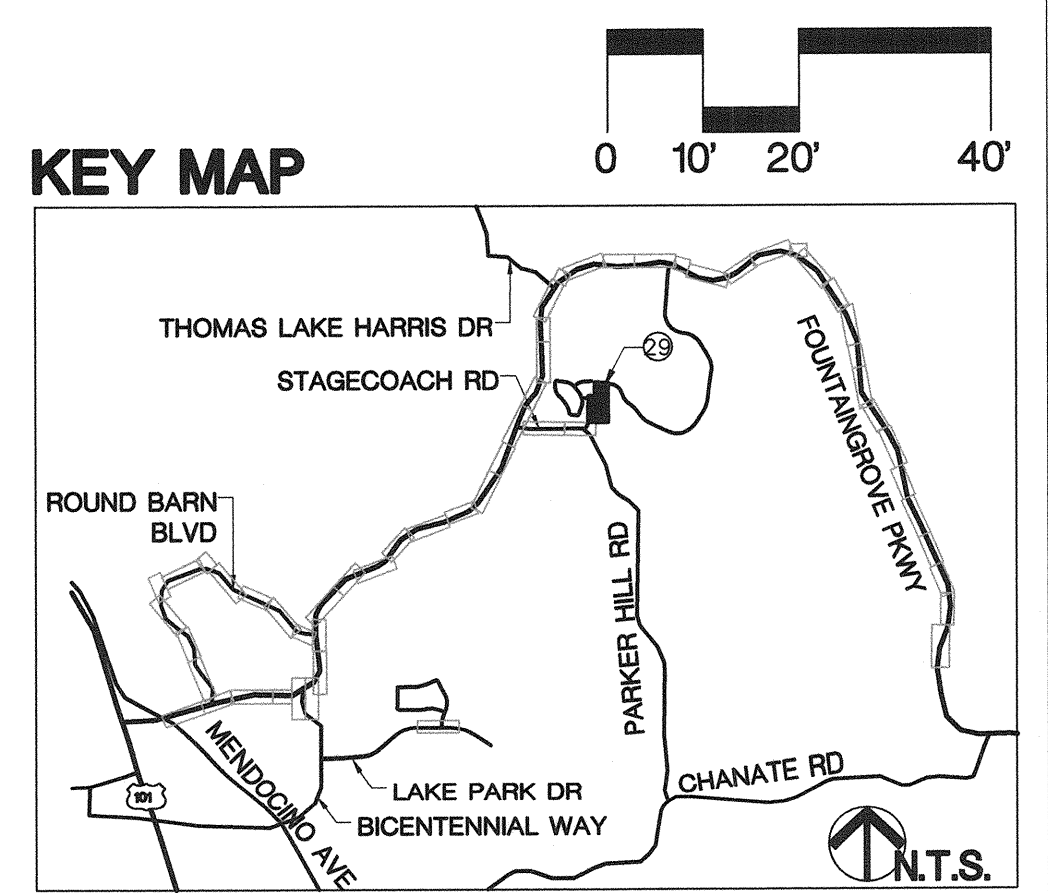 0 10' 20' 40'
KEY MAP
THOMAS LAKE HARRIS DR
29
STAGECOACH RD
FOUNTAINGROVE PKWY
ROUND BARN
BLVD
PARKER HILL RD
MENDOCINO AVE
CHANATE RD
101
LAKE PARK DR
BICENTENNIAL WAY
N.T.S.